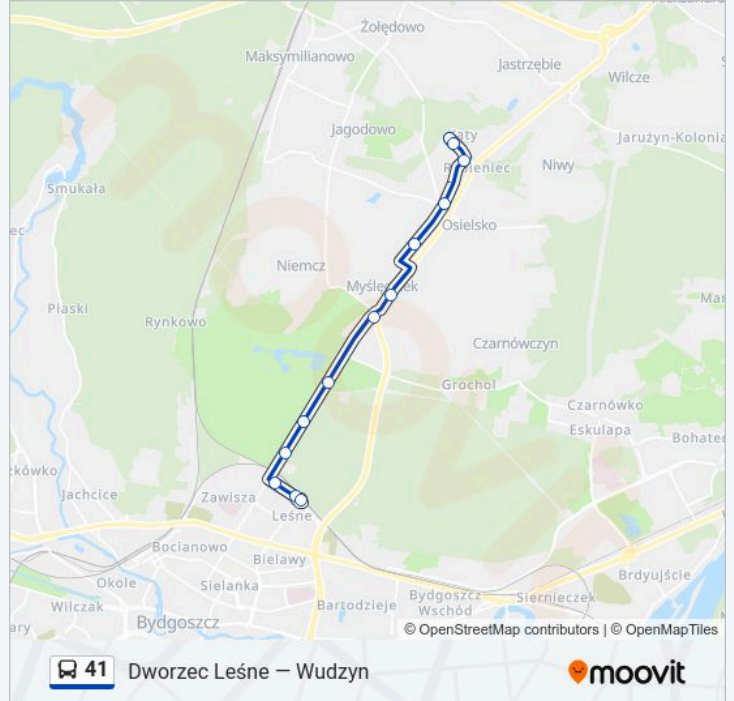 Żołędowo
Maksymilianowo
Jastrzębie
Wilcze
Jagodowo
Jarużyn-Kolonia
Niwy
Smukała
Osielsko
Niemcz
Piaski
Rynkowo
Czarnówczyn
Grochol
Czarnówko
Eskulapa
Jachcice
Zawisza
Leśne
Bocianowo
Bielawy
Brdyujście
Okole
Sielanka
Bydgoszcz
Wschód
Siernieczek
Wilczak
Bartodzieje
Bydgoszcz
© OpenStreetMap contributors | © OpenMapTiles
41 Dworzec Leśne — Wudzyn
moovit